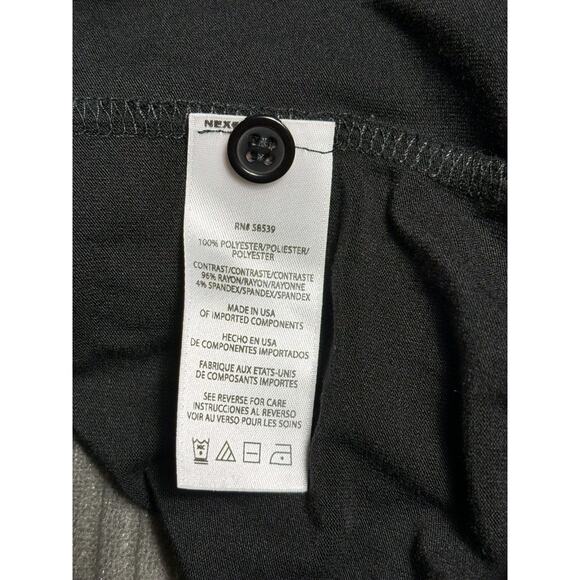 RN# 58539
100% POLYESTER/POLIESTER/
POLYESTER
CONTRAST/CONTRASTE/CONTRASTE
96% RAYON/RAYON/RAYONNE
4% SPANDEX/SPANDEX/SPANDEX
MADE IN USA
OF IMPORTED COMPONENTS
HECHO EN USA
DE COMPONENTES IMPORTADOS
FABRIQUE AUX ETATS-UNIS
DE COMPOSANTS IMPORTES
SEE REVERSE FOR CARE
INSTRUCCIONES AL REVERSO
VOIR AU VERSO POUR LES SOINS